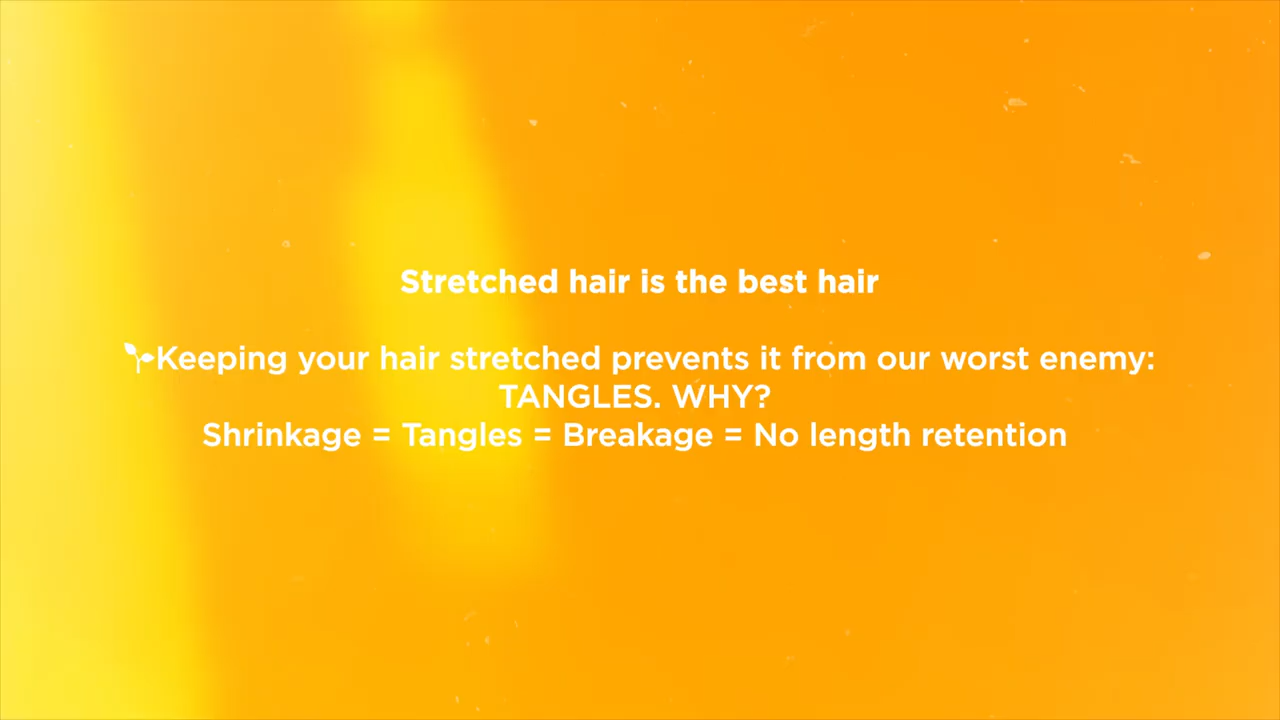 Stretched hair is the best hair
🌱Keeping your hair stretched prevents it from our worst enemy:
TANGLES. WHY?
Shrinkage = Tangles = Breakage = No length retention